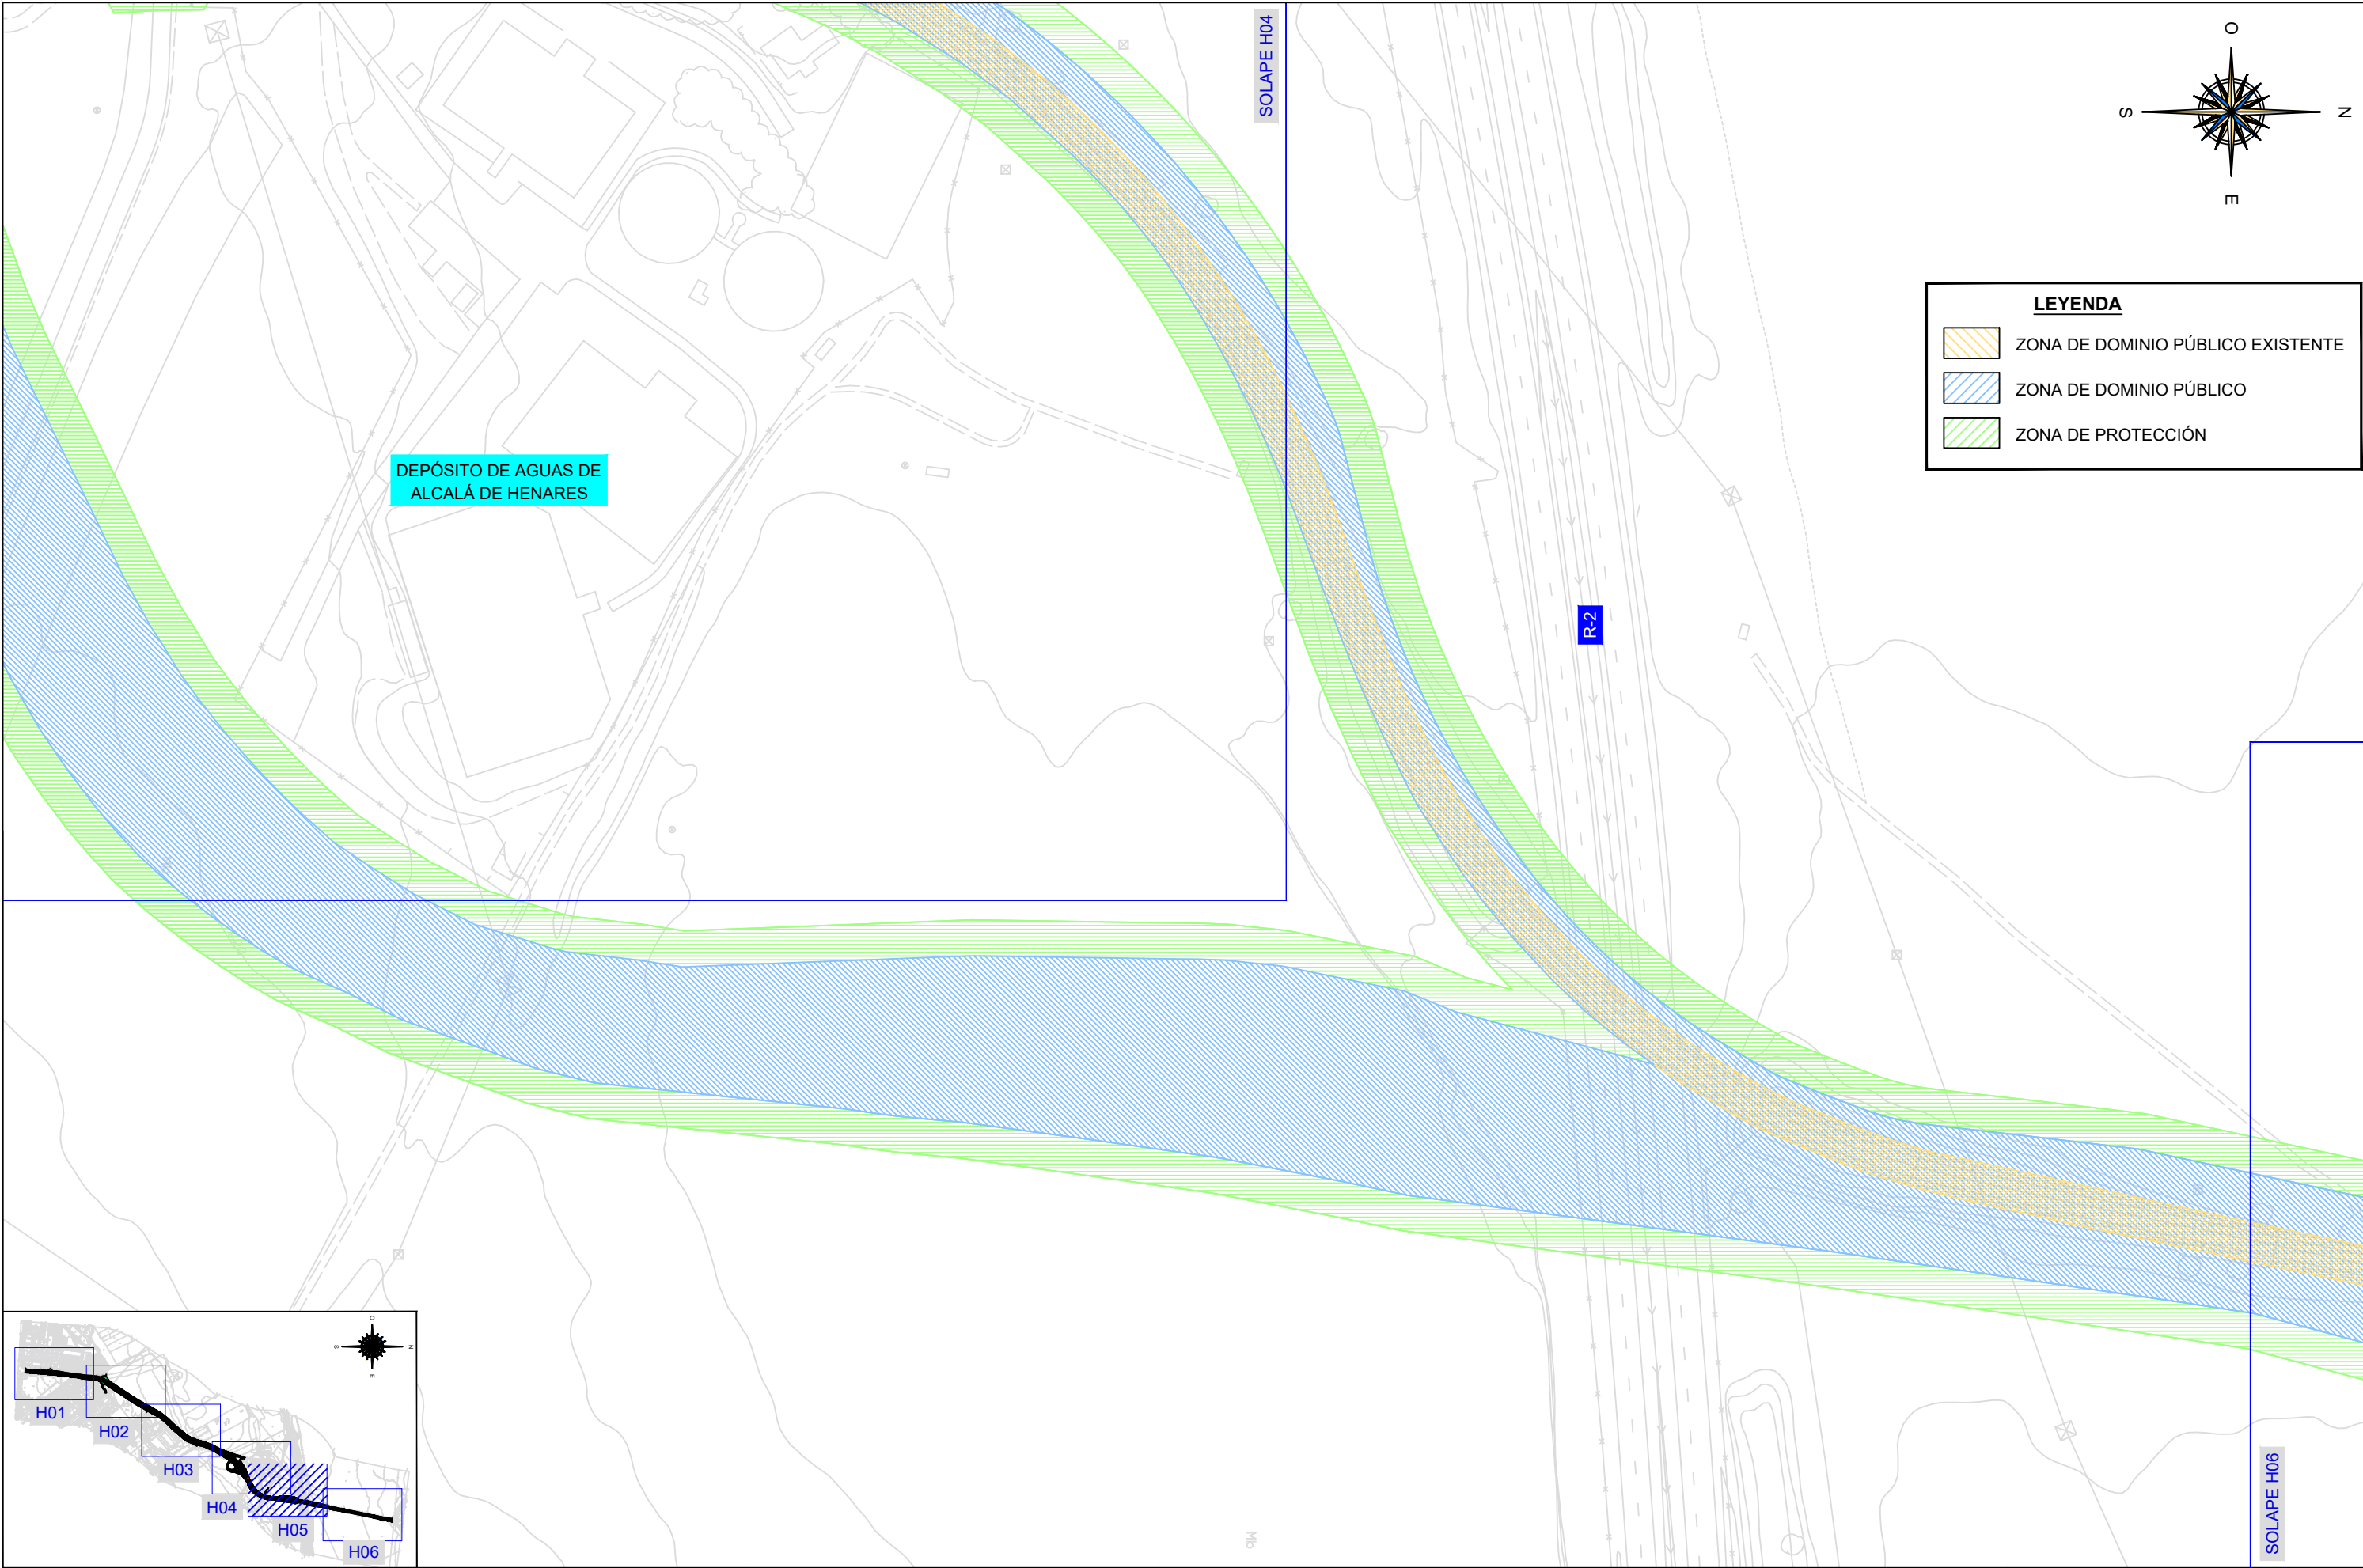 SOLAPE H04
O
S
N
E
LEYENDA
ZONA DE DOMINIO PÚBLICO EXISTENTE
ZONA DE DOMINIO PÚBLICO
ZONA DE PROTECCIÓN
DEPÓSITO DE AGUAS DE
ALCALÁ DE HENARES
R-2
O
S
N
E
H01
H02
H03
H04
H05
H06
Mlo
SOLAPE H06